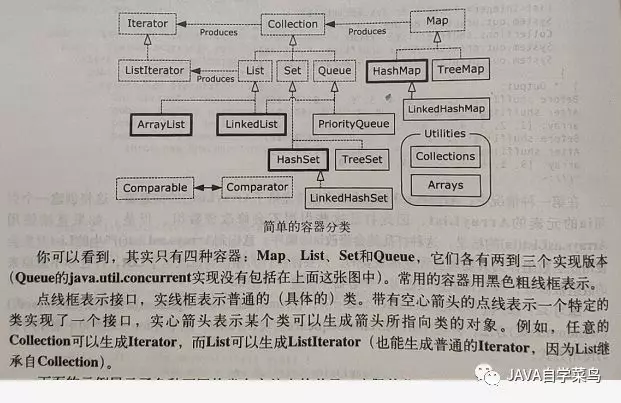 Iterator
Collection
Map
Produces
Produces
ListIterator
Produces
List
Set
Queue
HashMap
TreeMap
ArrayList
LinkedList
PriorityQueue
LinkedHashMap
Utilities
Collections
Arrays
HashSet
TreeSet
Comparable
Comparator
LinkedHashSet
简单的容器分类
你可以看到，其实只有四种容器：Map、List、Set和Queue，它们各有两到三个实现版本
（Queue的java.util.concurrent实现没有包括在上面这张图中）。常用的容器用黑色粗线框表示。
点线框表示接口，实线框表示普通的（具体的）类。带有空心箭头的点线表示一个特定的
类实现了一个接口，实心箭头表示某个类可以生成箭头所指向类的对象。例如，任意的
Collection可以生成Iterator，而List可以生成ListIterator（也能生成普通的Iterator，因为List继
承自Collection）。
JAVA自学菜鸟